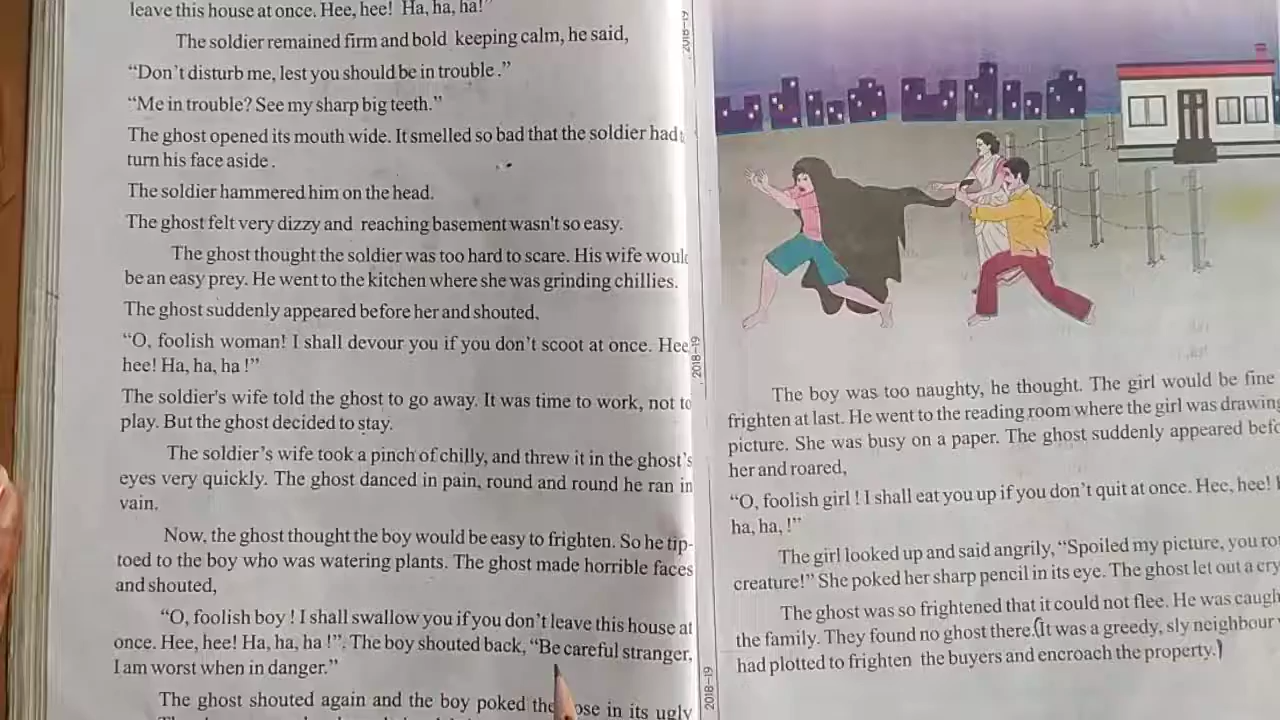 leave this house at once. Hee, hee! Ha, ha, ha!"
The soldier remained firm and bold keeping calm, he said,
“Don’t disturb me, lest you should be in trouble .”
“Me in trouble? See my sharp big teeth.”
The ghost opened its mouth wide. It smelled so bad that the soldier had
turn his face aside .
The soldier hammered him on the head.
The ghost felt very dizzy and reaching basement wasn't so easy.
The ghost thought the soldier was too hard to scare. His wife
be an easy prey. He went to the kitchen where she was grinding chillies.
The ghost suddenly appeared before her and shouted,
“O, foolish woman! I shall devour you if you don’t scoot at once. Hee
hee! Ha, ha, ha !”
The soldier's wife told the ghost to go away. It was time to work, not to
play. But the ghost decided to stay.
The soldier’s wife took a pinch of chilly, and threw it in the ghost’s
eyes very quickly. The ghost danced in pain, round and round he ran in
vain.
Now, the ghost thought the boy would be easy to frighten. So he tip-
toed to the boy who was watering plants. The ghost made horrible faces
and shouted,
“O, foolish boy ! I shall swallow you if you don’t leave this house at
once. Hee, hee! Ha, ha, ha !”. The boy shouted back, “Be careful stranger,
I am worst when in danger.”
The ghost shouted again and the boy poked the ose in its ugly
2018-19
2018-19
2018-19
The boy was too naughty, he thought. The girl would be fine
frighten at last. He went to the reading room where the girl was drawing
picture. She was busy on a paper. The ghost suddenly appeared
her and roared,
“O, foolish girl ! I shall eat you up if you don’t quit at once. Hee, hee!
ha, ha, !”
The girl looked up and said angrily, “Spoiled my picture, you
creature!” She poked her sharp pencil in its eye. The ghost let out a cry
The ghost was so frightened that it could not flee. He was
the family. They found no ghost there.(It was a greedy, sly neighbour
had plotted to frighten the buyers and encroach the property.)